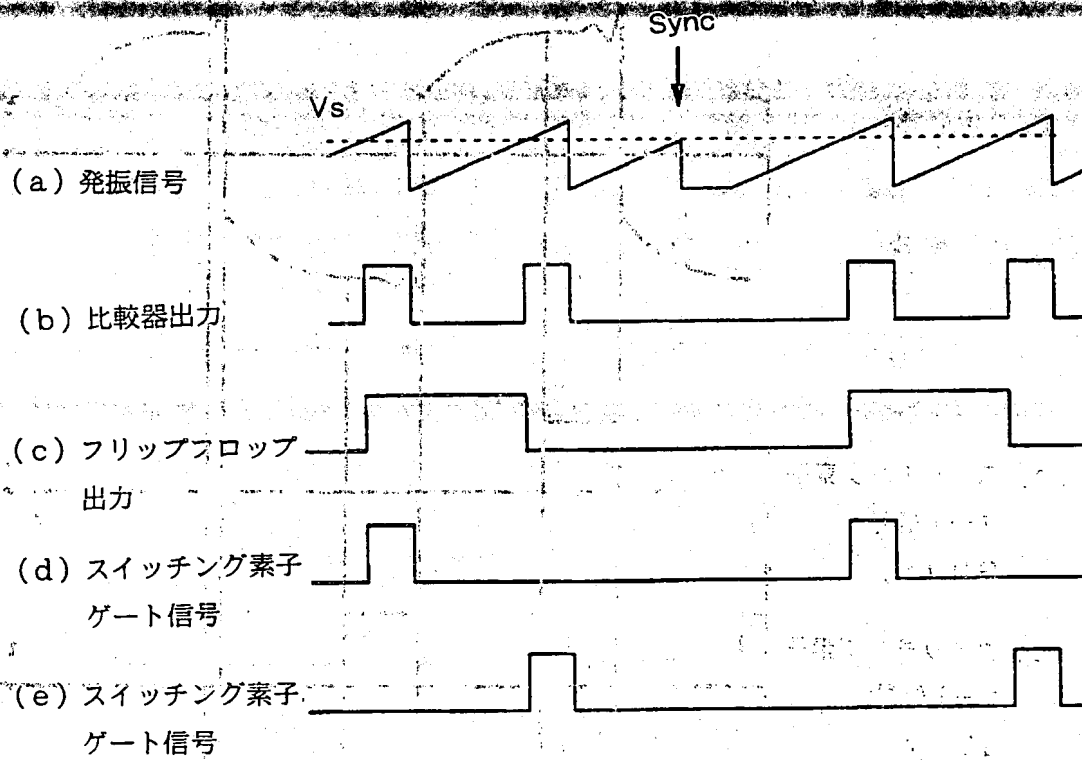 Sync
Vs
(a) 発振信号
(b) 比較器出力
(c) フリップフロップ
出力
(d) スイッチング素子
ゲート信号
(e) スイッチング素子
ゲート信号